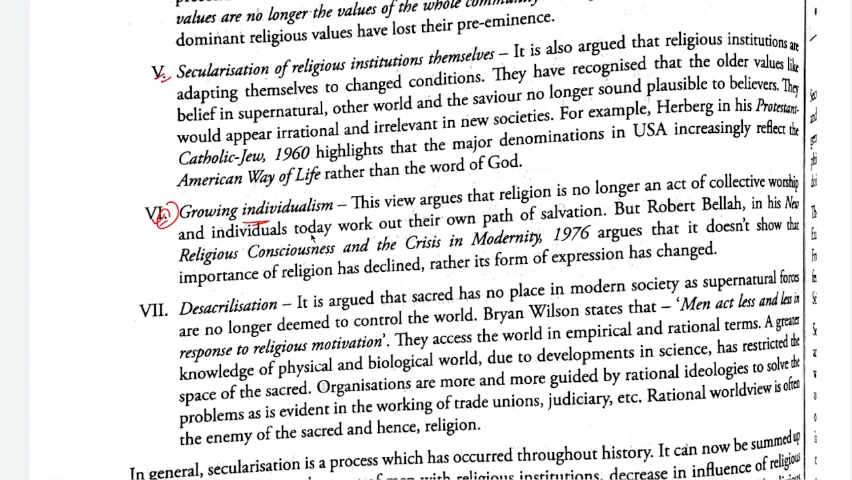 values are no longer the values of the whole
dominant religious values have lost their pre-eminence.
V. Secularisation of religious institutions themselves – It is also argued that religious institutions are
adapting themselves to changed conditions. They have recognised that the older values like
belief in supernatural, other world and the saviour no longer sound plausible to believers. They
would appear irrational and irrelevant in new societies. For example, Herberg in his Protestant-
Catholic-Jew, 1960 highlights that the major denominations in USA increasingly reflect the
American Way of Life rather than the word of God.
VI. Growing individualism – This view argues that religion is no longer an act of collective worship
and individuals today work out their own path of salvation. But Robert Bellah, in his New
Religious Consciousness and the Crisis in Modernity, 1976 argues that it doesn't show that
importance of religion has declined, rather its form of expression has changed.
VII. Desacrilisation – It is argued that sacred has no place in modern society as supernatural forces
are no longer deemed to control the world. Bryan Wilson states that – 'Men act less and less in
response to religious motivation'. They access the world in empirical and rational terms. A greater
knowledge of physical and biological world, due to developments in science, has restricted the
space of the sacred. Organisations are more and more guided by rational ideologies to solve the
problems as is evident in the working of trade unions, judiciary, etc. Rational worldview is often
the enemy of the sacred and hence, religion.
In general, secularisation is a process which has occurred throughout history. It can now be summed up
of men with religious institutions, decrease in influence of religious